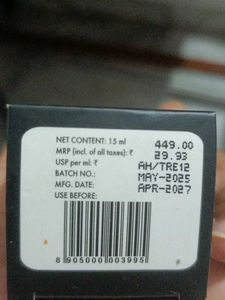 NET CONTENT: 15 ml
MRP (incl. of all taxes): ₹ 449.00
USP per ml: ₹ 29.93
BATCH NO.: AH/TRE12
MFG. DATE: MAY-2025
USE BEFORE: APR-2027
8 905000 003995